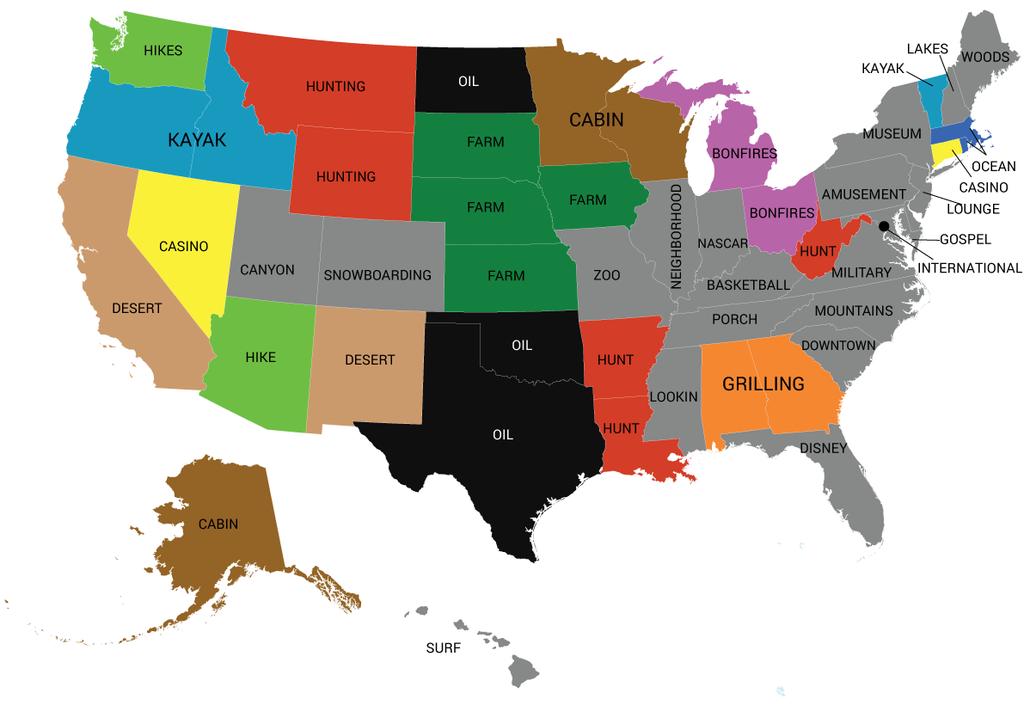 LAKES
HIKES
WOODS
KAYAK
HUNTING
OIL
CABIN
MUSEUM
KAYAK
FARM
BONFIRES
OCEAN
HUNTING
CASINO
AMUSEMENT
FARM
FARM
LOUNGE
BONFIRES
NEIGHBORHOOD
GOSPEL
CASINO
NASCAR
HUNT
INTERNATIONAL
CANYON
SNOWBOARDING
FARM
ZOO
MILITARY
BASKETBALL
DESERT
MOUNTAINS
PORCH
OIL
DOWNTOWN
HIKE
DESERT
HUNT
GRILLING
LOOKIN
HUNT
OIL
DISNEY
CABIN
SURF